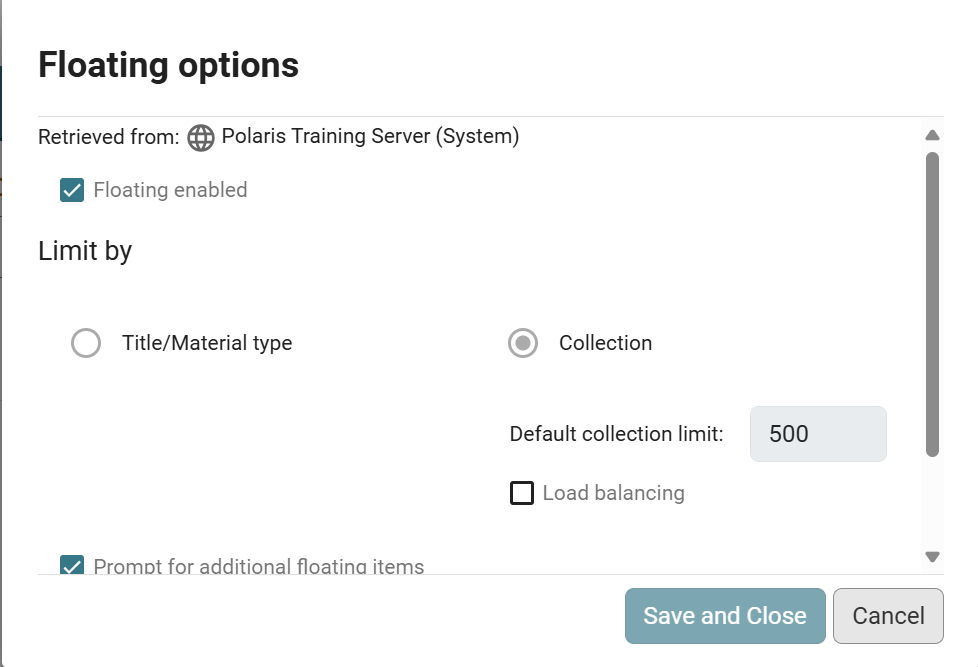 Floating options
Retrieved from: Polaris Training Server (System)
Floating enabled
Limit by
Title/Material type
Collection
Default collection limit: 500
Load balancing
Prompt for additional floating items
Save and Close
Cancel